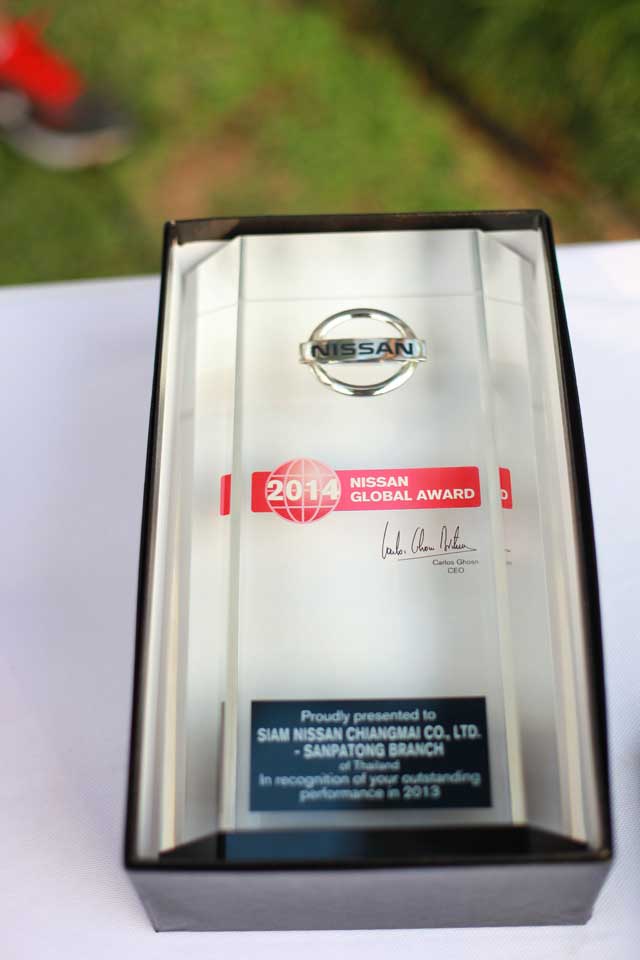 NISSAN
2014 NISSAN
GLOBAL AWARD
Carlos Ghosn
CEO
Proudly presented to
SIAM NISSAN CHIANGMAI CO., LTD.
- SANPATONG BRANCH
of Thailand
In recognition of your outstanding
performance in 2013